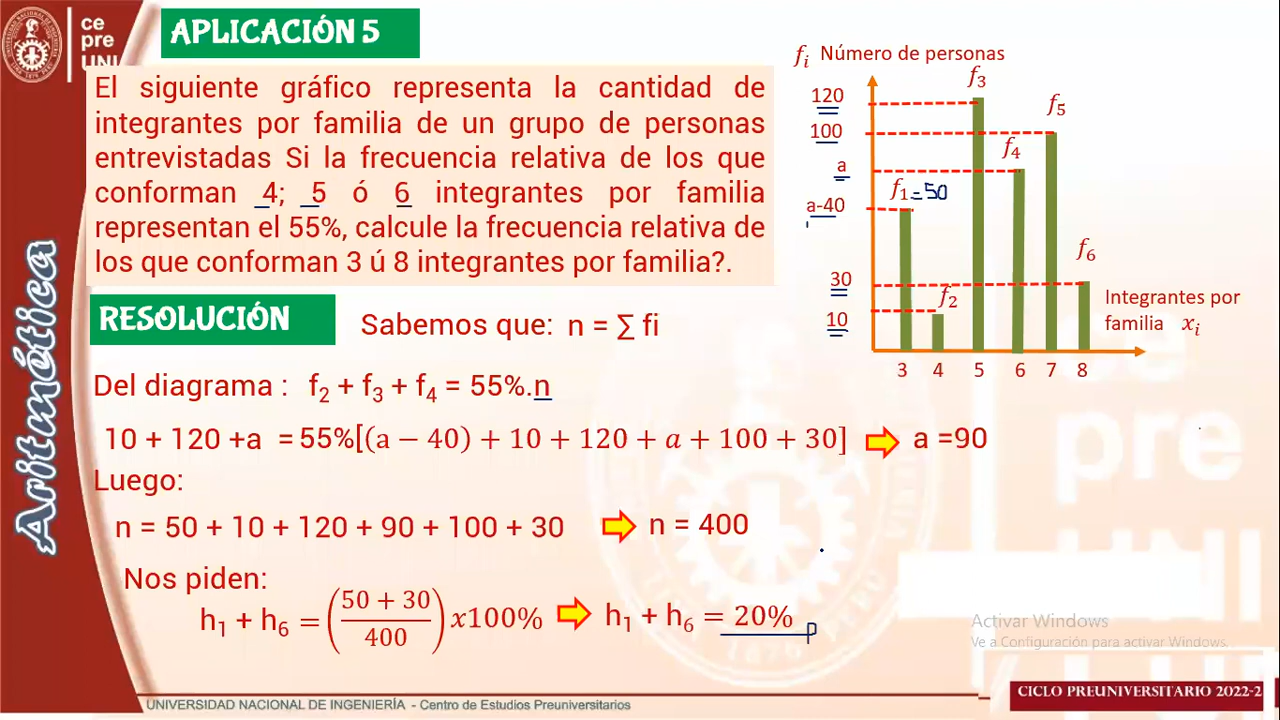 ce
pre
UNI
APLICACIÓN 5
El siguiente gráfico representa la cantidad de
integrantes por familia de un grupo de personas
entrevistadas Si la frecuencia relativa de los que
conforman 4; 5 ó 6 integrantes por familia
representan el 55%, calcule la frecuencia relativa de
los que conforman 3 ú 8 integrantes por familia?.
fi Número de personas
f3
120
f5
100
f4
a
f1 = 50
a-40
f6
30
f2
10
Integrantes por
familia xi
3 4 5 6 7 8
RESOLUCIÓN
Sabemos que: n = ∑ fi
Del diagrama : f2 + f3 + f4 = 55%.n
10 + 120 +a = 55%[(a − 40) + 10 + 120 + a + 100 + 30] a =90
Luego:
n = 50 + 10 + 120 + 90 + 100 + 30 n = 400
Nos piden:
h1 + h6 = (50 + 30 / 400) x100% h1 + h6 = 20%
Aritmética
ce
pre
UNI
Activar Windows
Ve a Configuración para activar Windows.
UNIVERSIDAD NACIONAL DE INGENIERÍA - Centro de Estudios Preuniversitarios
CICLO PREUNIVERSITARIO 2022-2